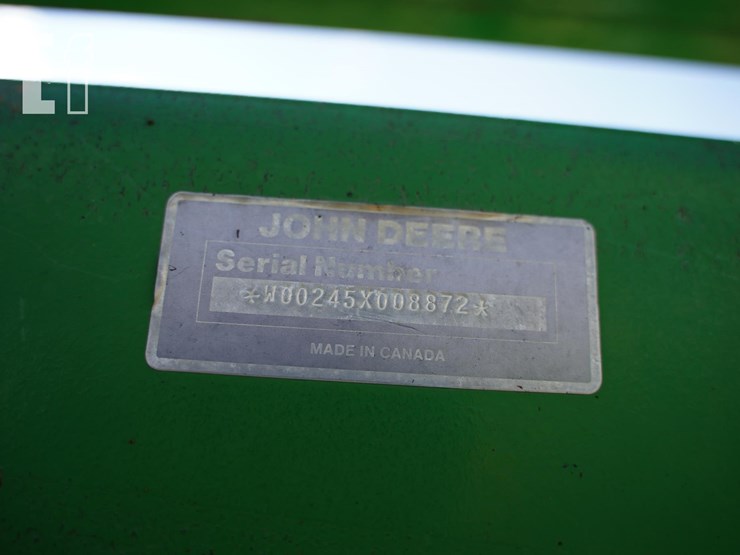 JOHN DEERE
Serial Number
*W00245X008872*
MADE IN CANADA